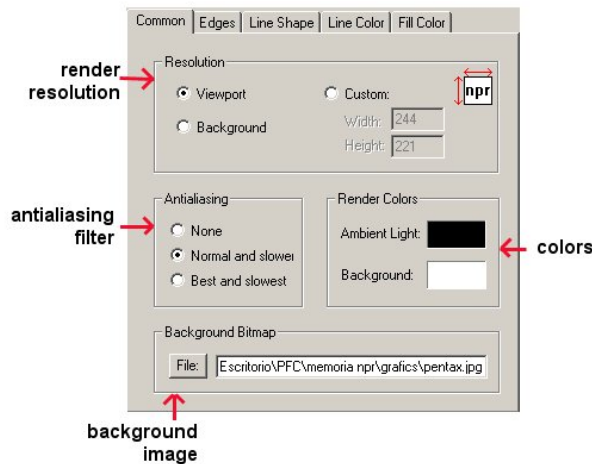 Common Edges Line Shape Line Color Fill Color
render
resolution
Resolution
Viewport
Custom:
npr
Width: 244
Background
Height: 221
antialiasing
filter
Antialiasing
None
Normal and slower
Best and slowest
Render Colors
Ambient Light:
Background:
colors
Background Bitmap
File: Escritorio\PFC\memoria npr\grafics\pentax.jpg
background
image